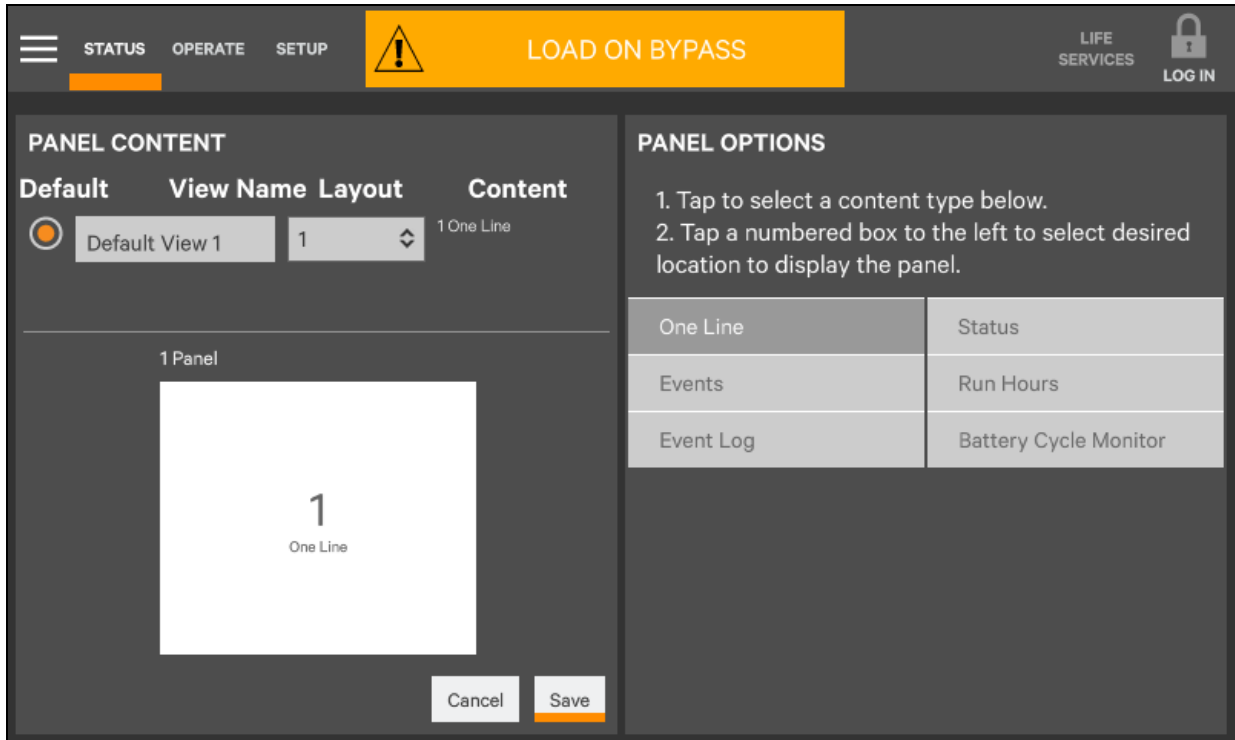 STATUS OPERATE SETUP
LOAD ON BYPASS
LIFE
SERVICES
LOG IN
PANEL CONTENT
Default View Name Layout Content
Default View 1 1 1 One Line
1 Panel
1
One Line
Cancel Save
PANEL OPTIONS
1. Tap to select a content type below.
2. Tap a numbered box to the left to select desired
location to display the panel.
One Line Status
Events Run Hours
Event Log Battery Cycle Monitor